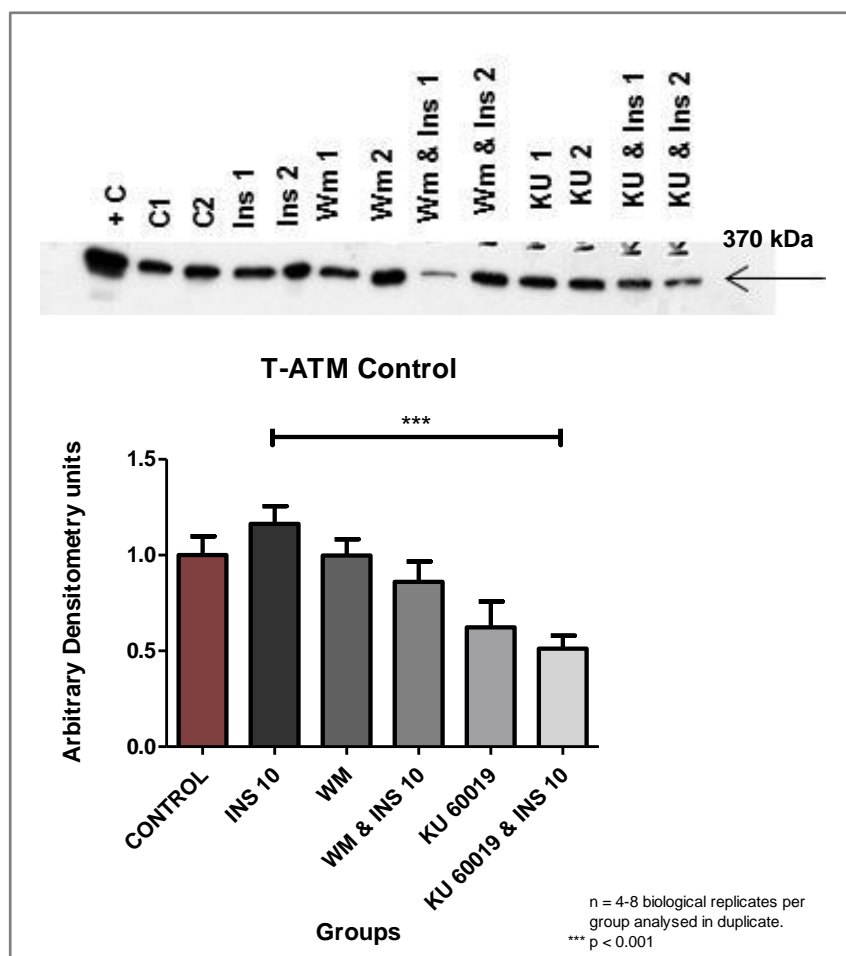 + C
C1
C2
Ins 1
Ins 2
Wm 1
Wm 2
Wm & Ins 1
Wm & Ins 2
KU 1
KU 2
KU & Ins 1
KU & Ins 2
370 kDa
T-ATM Control
***
1.5
1.0
0.5
0.0
Arbitrary Densitometry units
CONTROL
INS 10
WM
WM & INS 10
KU 60019
KU 60019 & INS 10
Groups
n = 4-8 biological replicates per
group analysed in duplicate.
*** p < 0.001